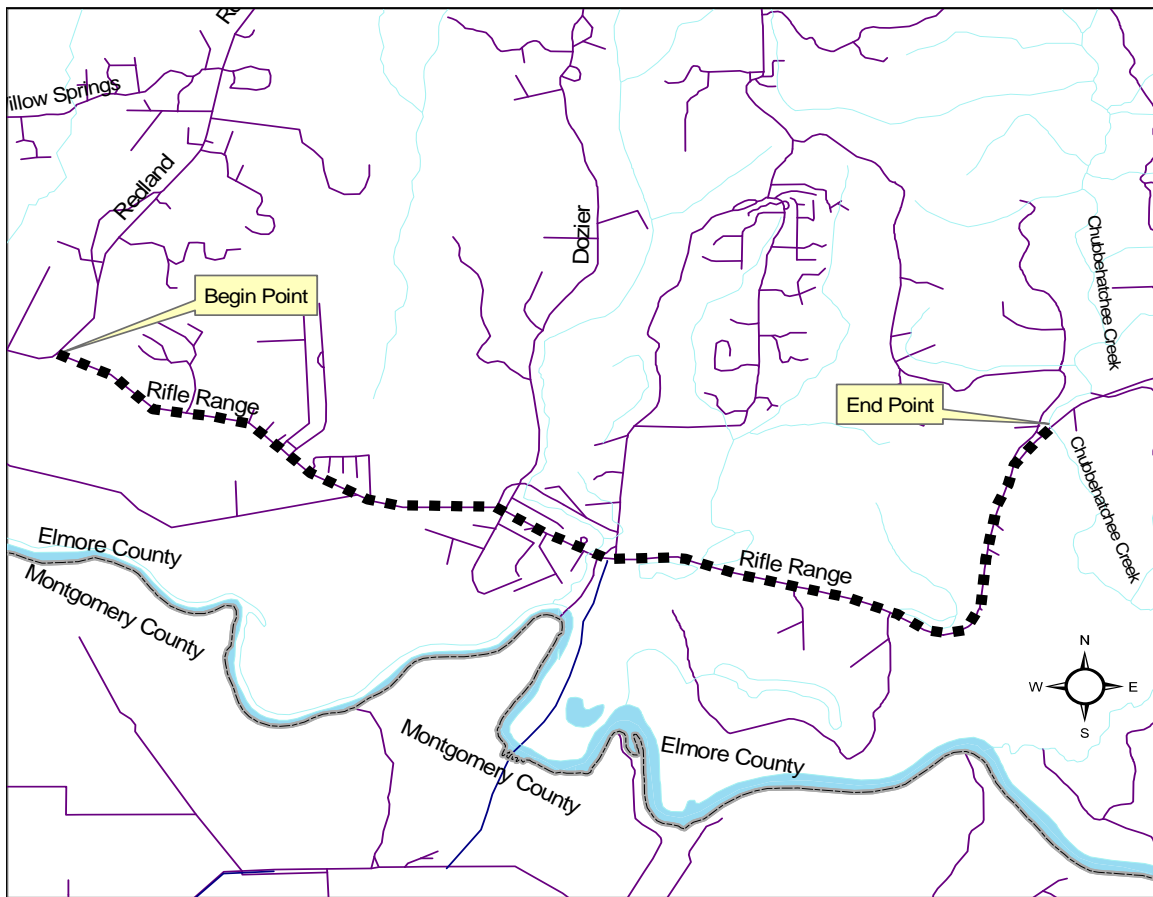 Ro
illow Springs
Redland
Dozier
Chubbehatchee Creek
Begin Point
Rifle Range
End Point
Chubbehatchee Creek
Elmore County
Montgomery County
Rifle Range
N
W
E
S
Montgomery County
Elmore County